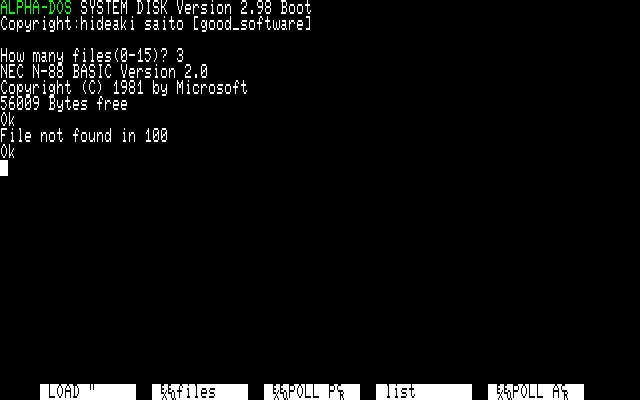 ALPHA-DOS SYSTEM DISK Version 2.98 Boot
Copyright:hideaki saito [good_software]
How many files(0-15)? 3
NEC N-88 BASIC Version 2.0
Copyright (C) 1981 by Microsoft
56009 Bytes free
Ok
File not found in 100
Ok
LOAD " files POLL P list POLL A